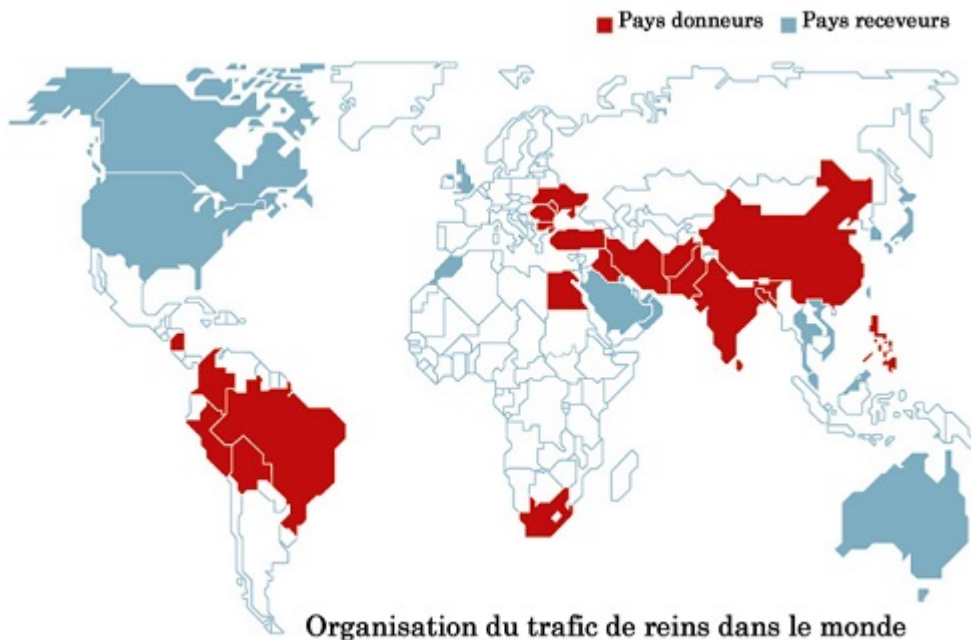 Pays donneurs Pays receveurs
Organisation du trafic de reins dans le monde